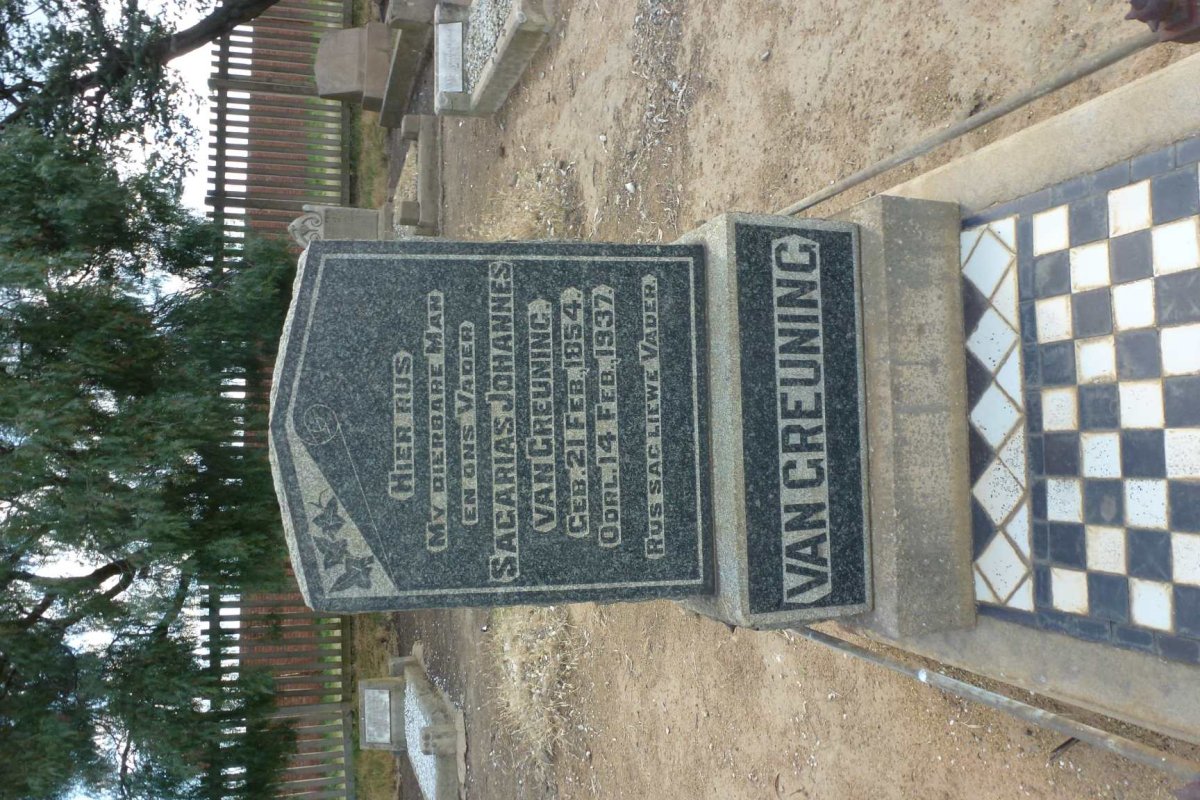 HIER RUS
MY DIERBARE MAN
EN ONS VADER
SAGARIAS JOHANNES
VAN GREUNING.
GEB. 21 FEB. 1854.
OORL. 14 FEB. 1937.
RUS SAG LIEWE VADER
VAN GREUNING